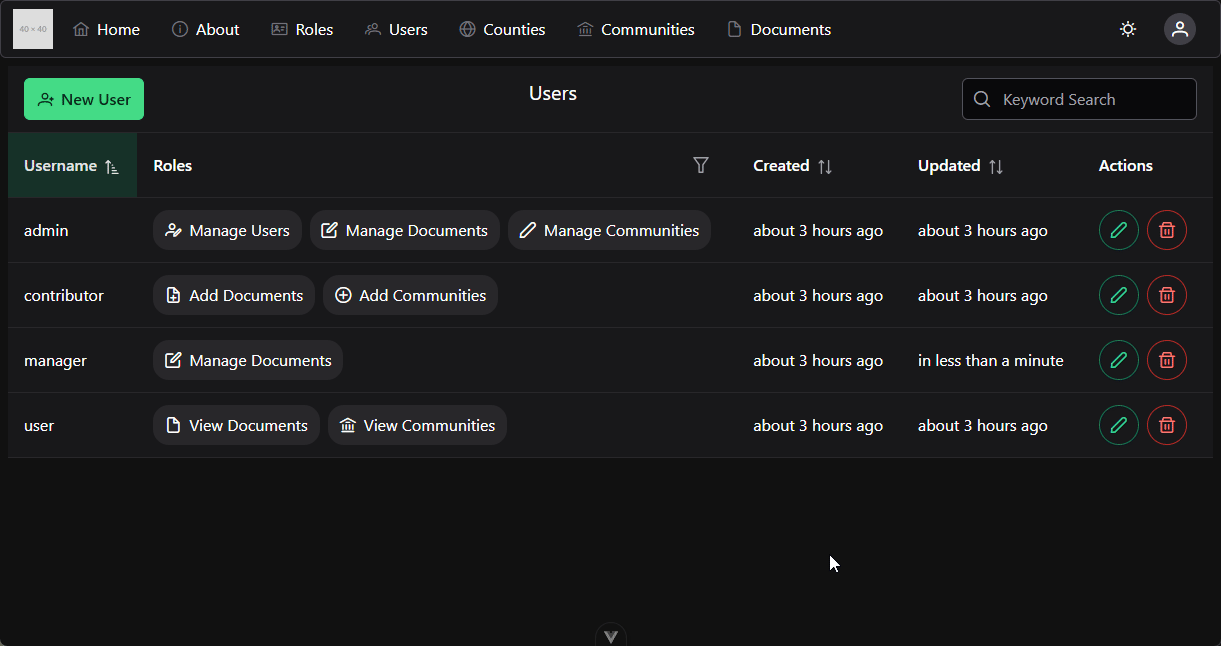 40 × 40 Home About Roles Users Counties Communities Documents
New User Users Keyword Search
Username Roles Created Updated Actions
admin Manage Users Manage Documents Manage Communities about 3 hours ago about 3 hours ago
contributor Add Documents Add Communities about 3 hours ago about 3 hours ago
manager Manage Documents about 3 hours ago in less than a minute
user View Documents View Communities about 3 hours ago about 3 hours ago